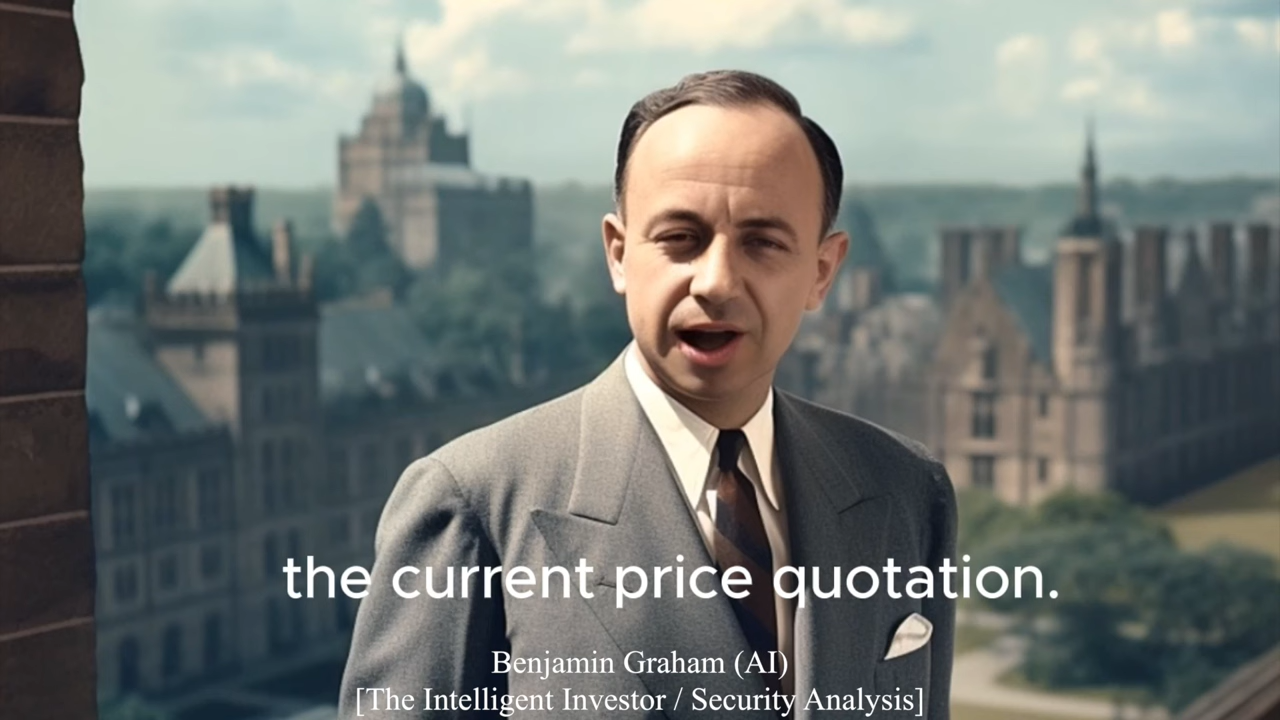 the current price quotation.
Benjamin Graham (AI)
[The Intelligent Investor / Security Analysis]